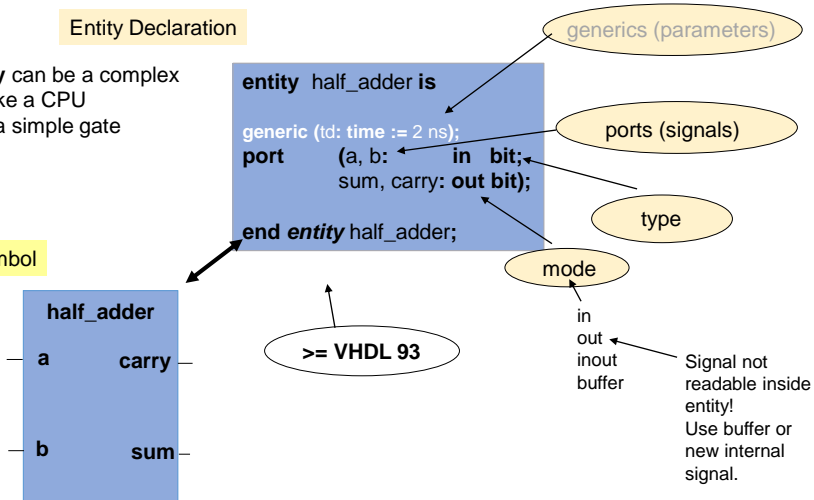 Entity Declaration
generics (parameters)
y can be a complex
ke a CPU
a simple gate
entity half_adder is
generic (td: time := 2 ns);
port (a, b: in bit;
sum, carry: out bit);
end entity half_adder;
ports (signals)
type
mode
in
out
inout
buffer
Signal not
readable inside
entity!
Use buffer or
new internal
signal.
>= VHDL 93
mbol
half_adder
a carry
b sum